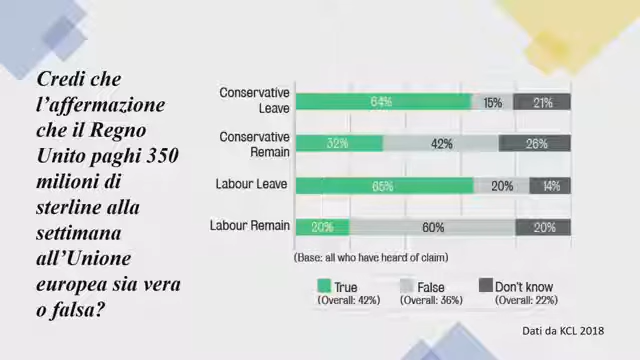 Credi che
l’affermazione
che il Regno
Unito paghi 350
milioni di
sterline alla
settimana
all’Unione
europea sia vera
o falsa?
Conservative
Leave
64%
15%
21%
Conservative
Remain
32%
42%
26%
Labour Leave
65%
20%
14%
Labour Remain
20%
60%
20%
(Base: all who have heard of claim)
True
(Overall: 42%)
False
(Overall: 36%)
Don't know
(Overall: 22%)
Dati da KCL 2018